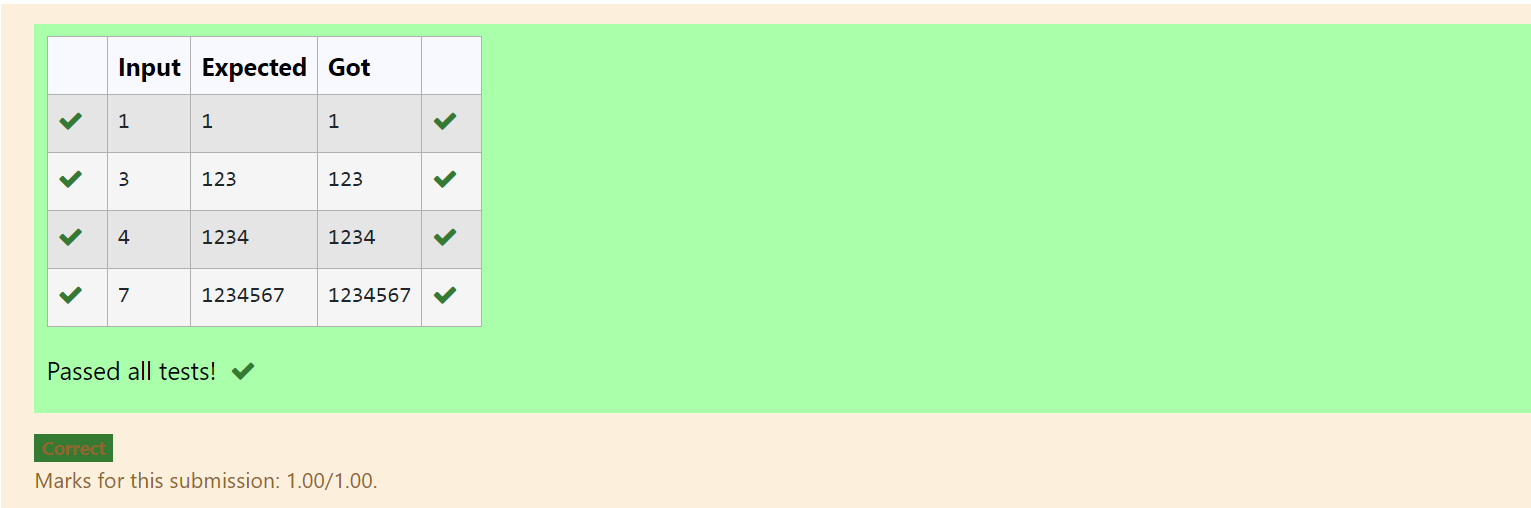 Input Expected Got
1 1 1
3 123 123
4 1234 1234
7 1234567 1234567
Passed all tests!
Correct
Marks for this submission: 1.00/1.00.